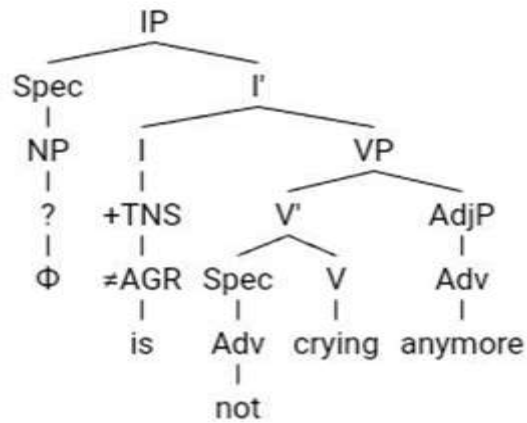 IP
Spec I'
NP I VP
? +TNS V' AdjP
Φ ≠AGR Spec V Adv
is Adv crying anymore
not